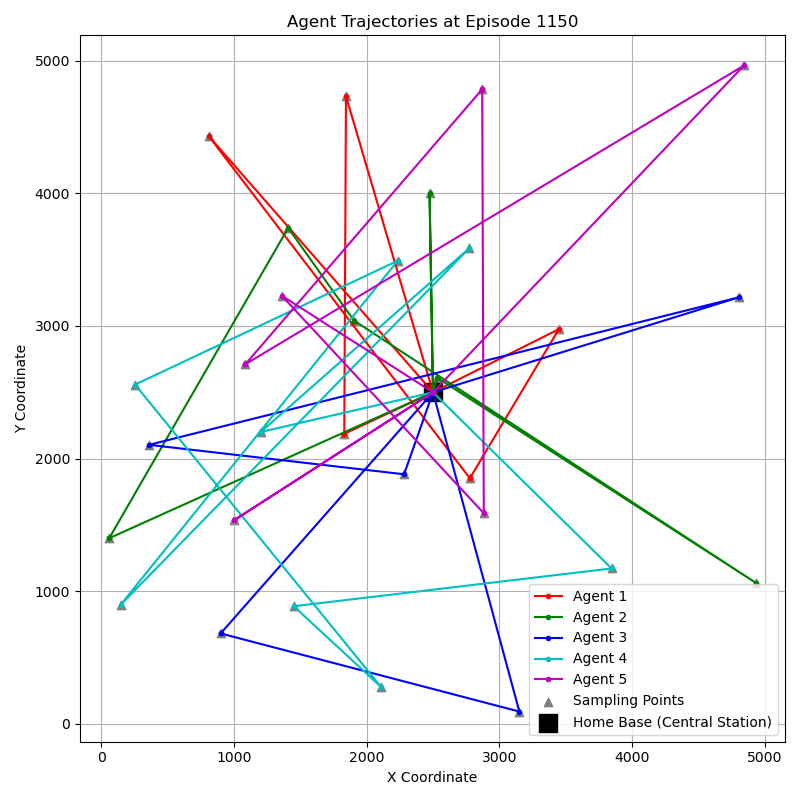 Agent Trajectories at Episode 1150
Y Coordinate
5000
4000
3000
2000
1000
0
0 1000 2000 3000 4000 5000
X Coordinate
Agent 1
Agent 2
Agent 3
Agent 4
Agent 5
Sampling Points
Home Base (Central Station)